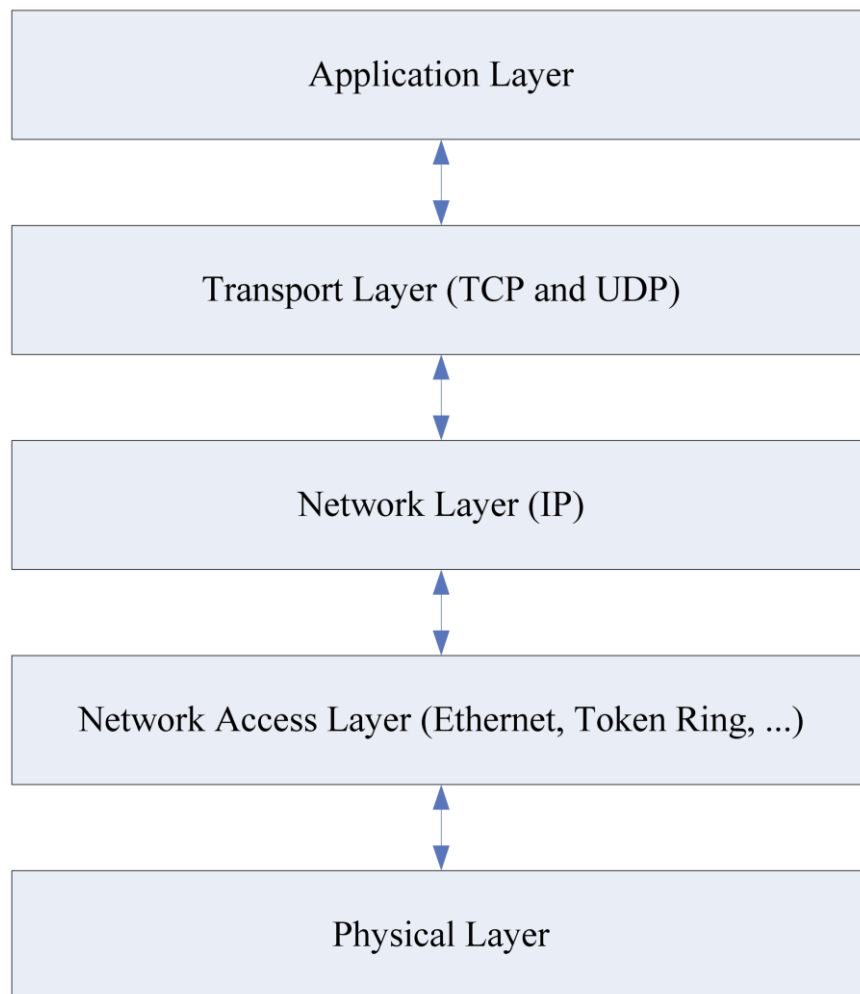 Application Layer
Transport Layer (TCP and UDP)
Network Layer (IP)
Network Access Layer (Ethernet, Token Ring, ...)
Physical Layer